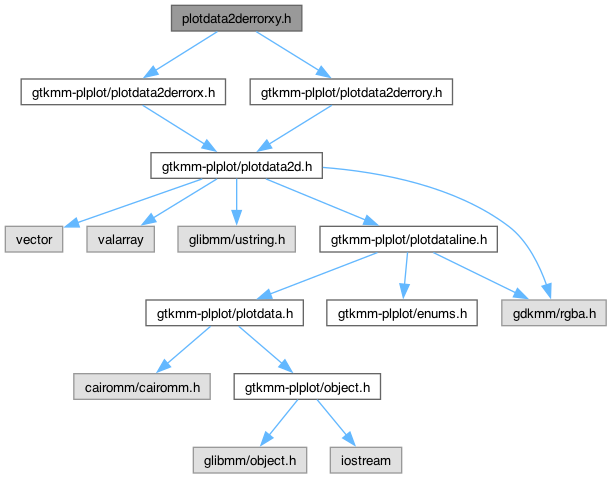 plotdata2derrorxy.h
gtkmm-plplot/plotdata2derrorx.h
gtkmm-plplot/plotdata2derrory.h
gtkmm-plplot/plotdata2d.h
vector
valarray
glibmm/ustring.h
gtkmm-plplot/plotdataline.h
gtkmm-plplot/plotdata.h
gtkmm-plplot/enums.h
gdkmm/rgba.h
cairomm/cairomm.h
gtkmm-plplot/object.h
glibmm/object.h
iostream